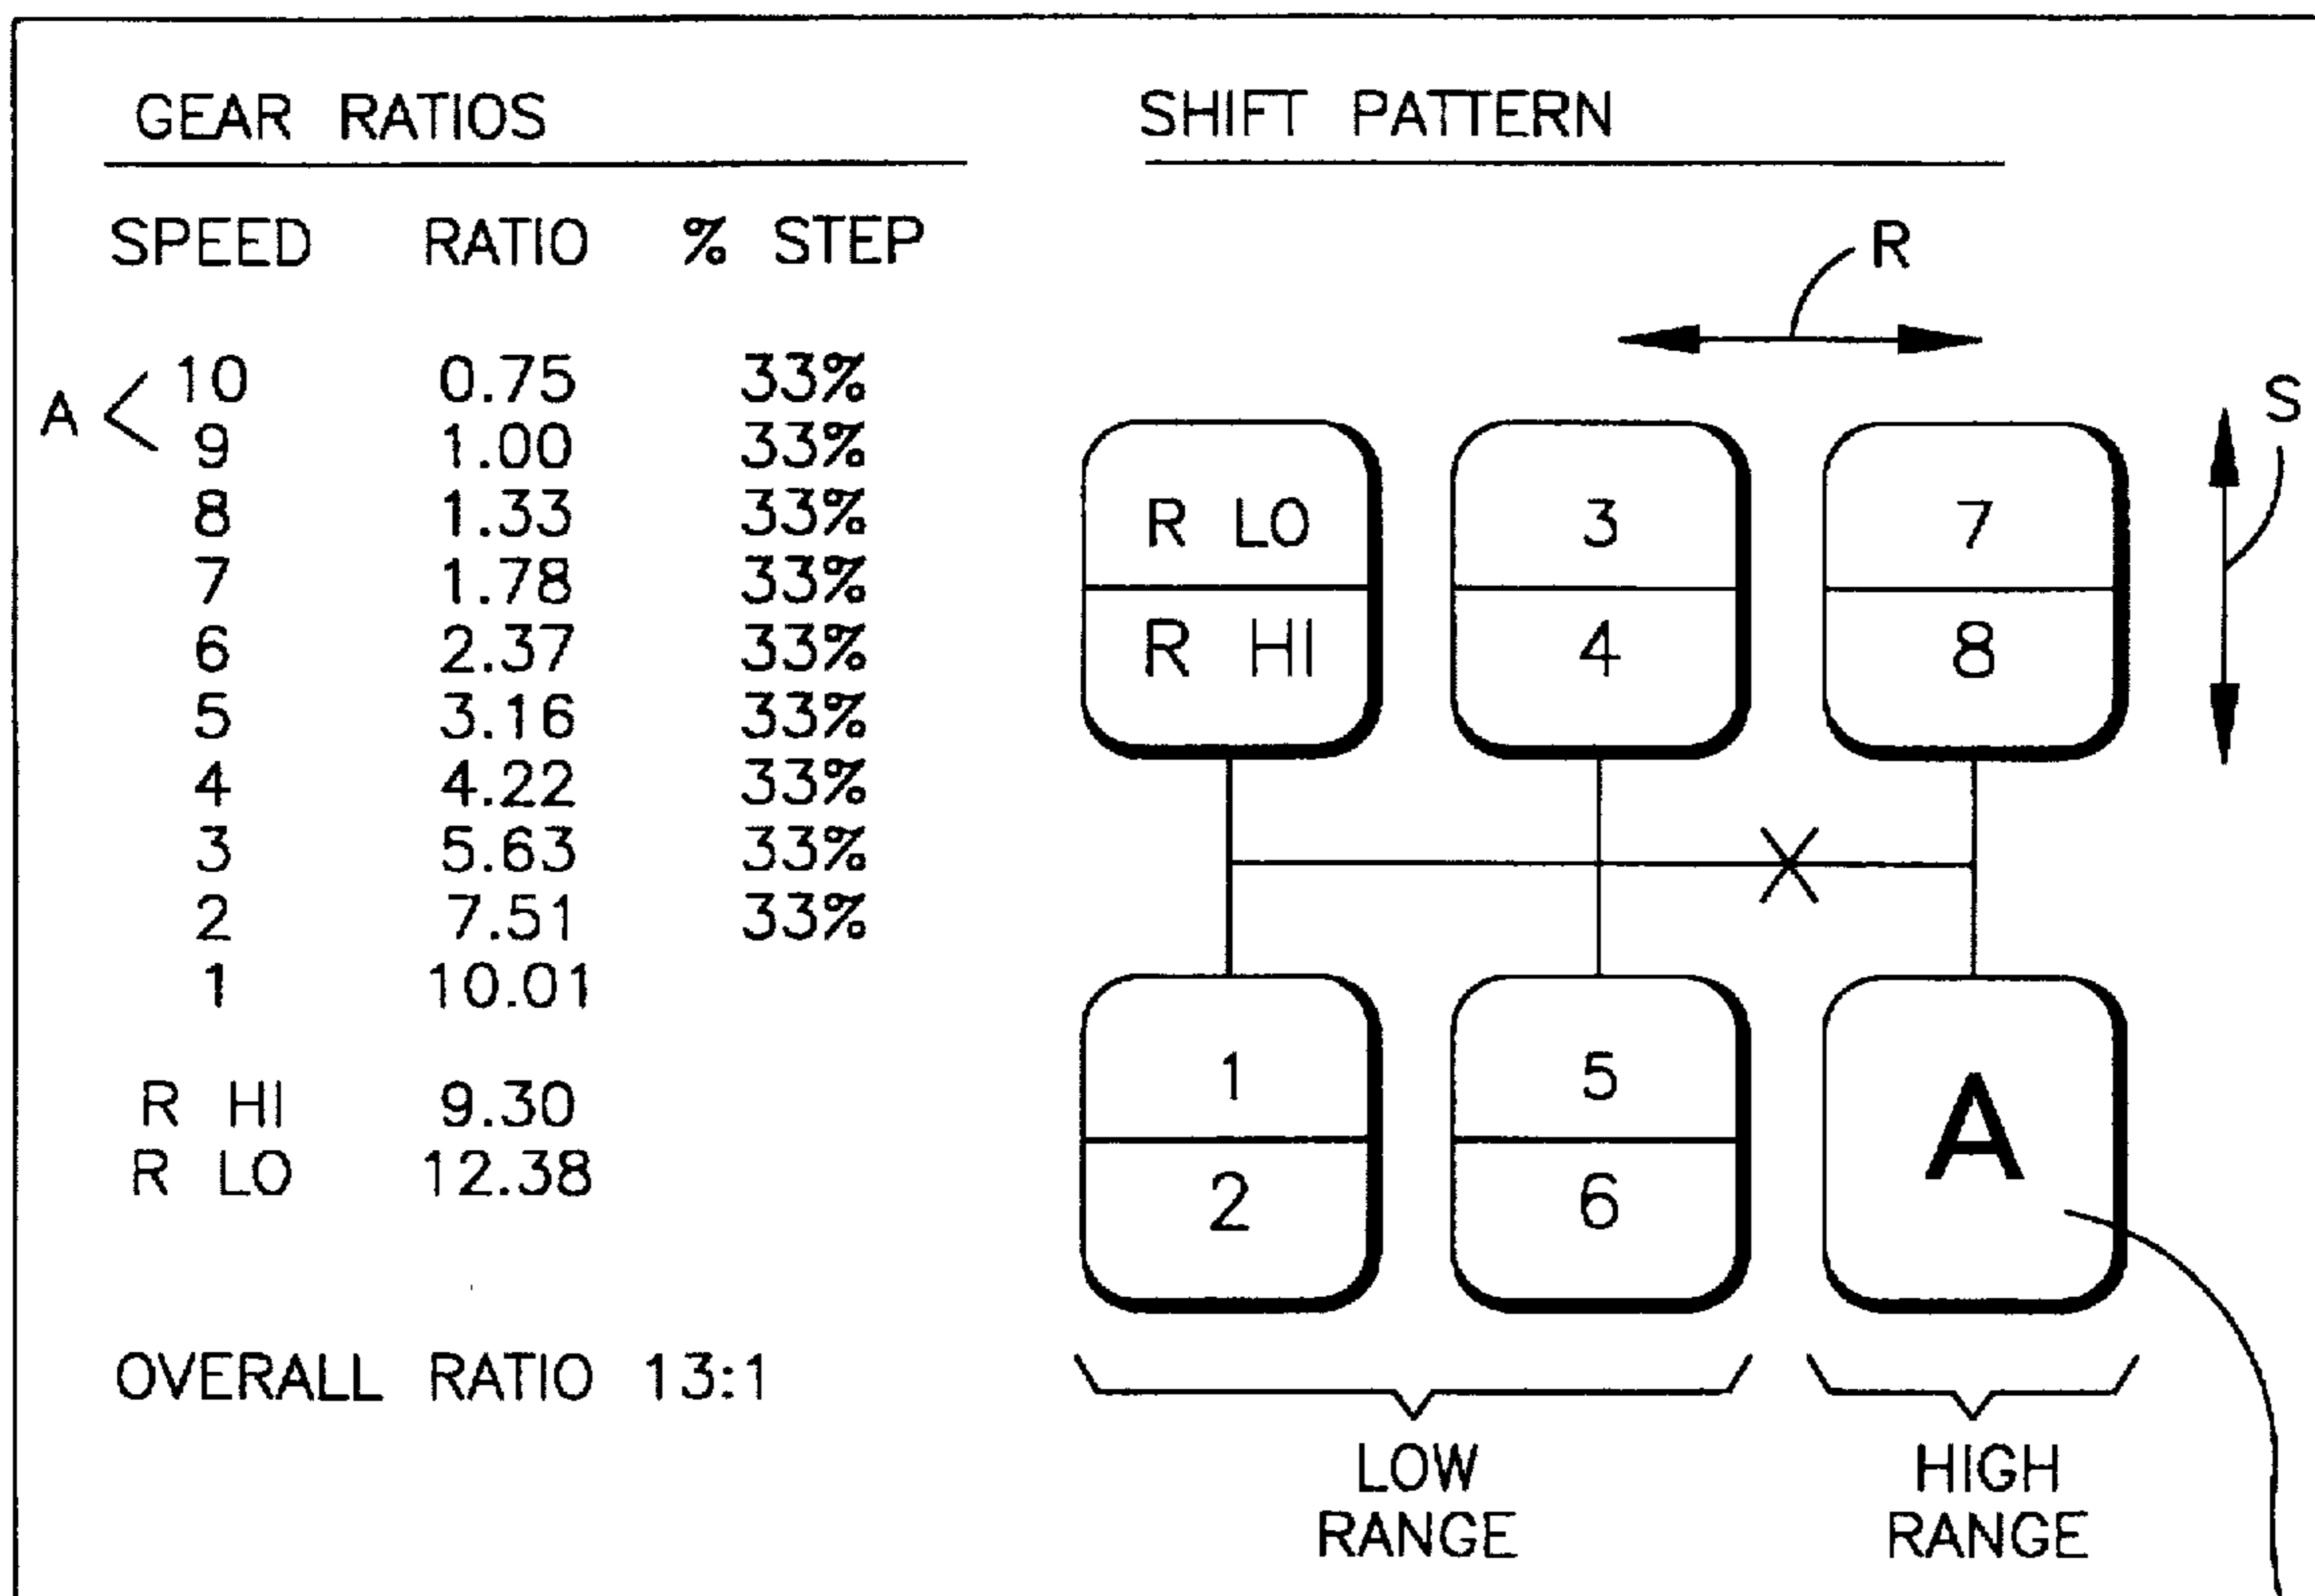 GEAR RATIOS
SPEED RATIO % STEP
A < 10 0.75 33%
9 1.00 33%
8 1.33 33%
7 1.78 33%
6 2.37 33%
5 3.16 33%
4 4.22 33%
3 5.63 33%
2 7.51 33%
1 10.01
R HI 9.30
R LO 12.38
OVERALL RATIO 13:1
SHIFT PATTERN
R
S
R LO 3 7
R HI 4 8
X
1 5 A
2 6
LOW HIGH
RANGE RANGE